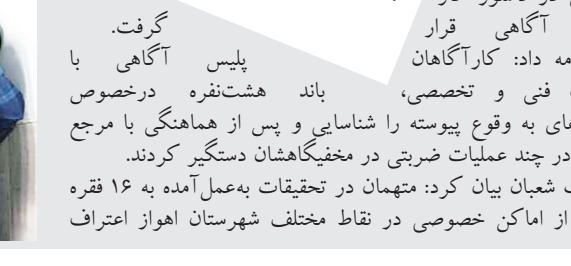 آگاهی قرار گرفت.
داد: کارآگاهان پلیس آگاهی با
فنی و تخصصی، باند هشت‌نفره درخصوص
به وقوع پیوسته را شناسایی و پس از هماهنگی با مرجع
در چند عملیات ضربتی در مخفیگاهشان دستگیر کردند.
شعبان بیان کرد: متهمان در تحقیقات به‌عمل‌آمده به ۱۶ فقره
از اماکن خصوصی در نقاط مختلف شهرستان اهواز اعتراف